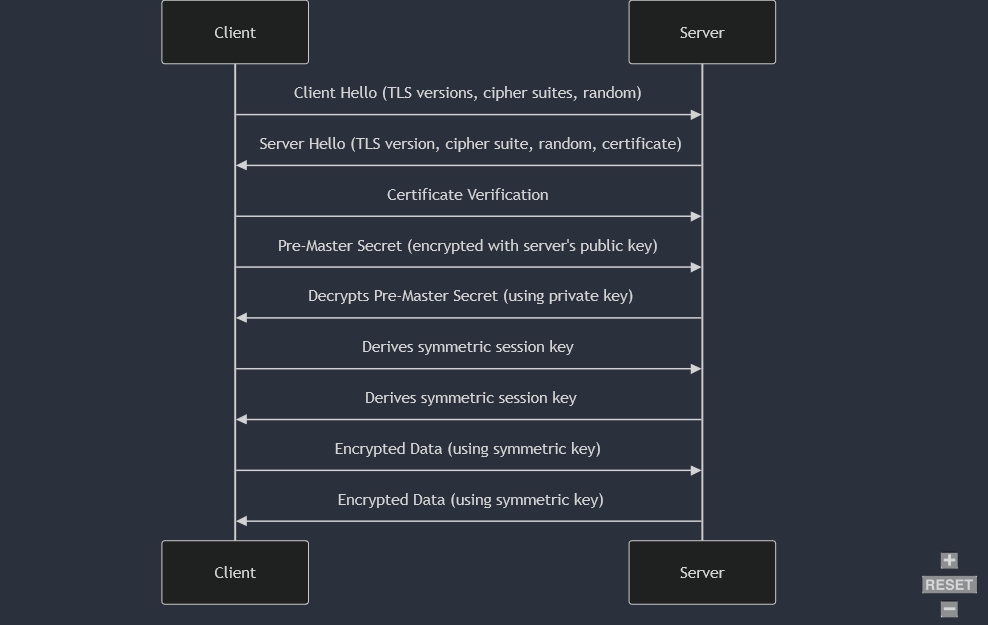 Client
Server
Client Hello (TLS versions, cipher suites, random)
Server Hello (TLS version, cipher suite, random, certificate)
Certificate Verification
Pre-Master Secret (encrypted with server's public key)
Decrypts Pre-Master Secret (using private key)
Derives symmetric session key
Derives symmetric session key
Encrypted Data (using symmetric key)
Encrypted Data (using symmetric key)
Client
Server
+
RESET
−